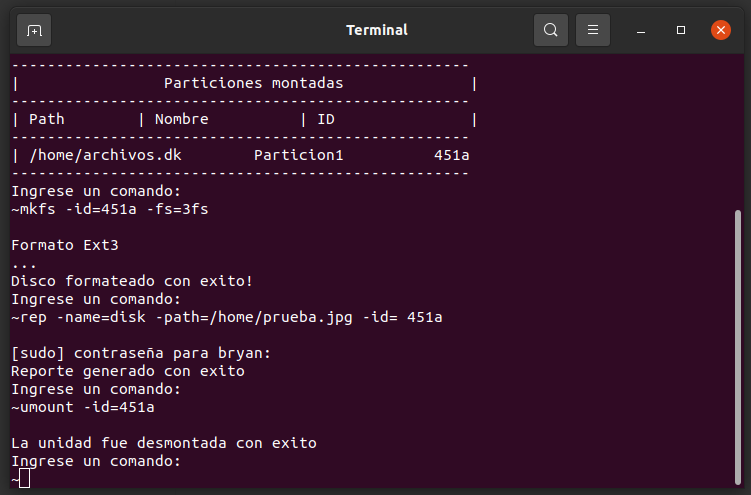 Terminal
---------------------------------------------------
|                Particiones montadas              |
---------------------------------------------------
| Path        | Nombre          | ID               |
---------------------------------------------------
| /home/archivos.dk        Particion1          451a
---------------------------------------------------
Ingrese un comando:
~mkfs -id=451a -fs=3fs
Formato Ext3
...
Disco formateado con exito!
Ingrese un comando:
~rep -name=disk -path=/home/prueba.jpg -id= 451a
[sudo] contraseña para bryan:
Reporte generado con exito
Ingrese un comando:
~umount -id=451a
La unidad fue desmontada con exito
Ingrese un comando:
~